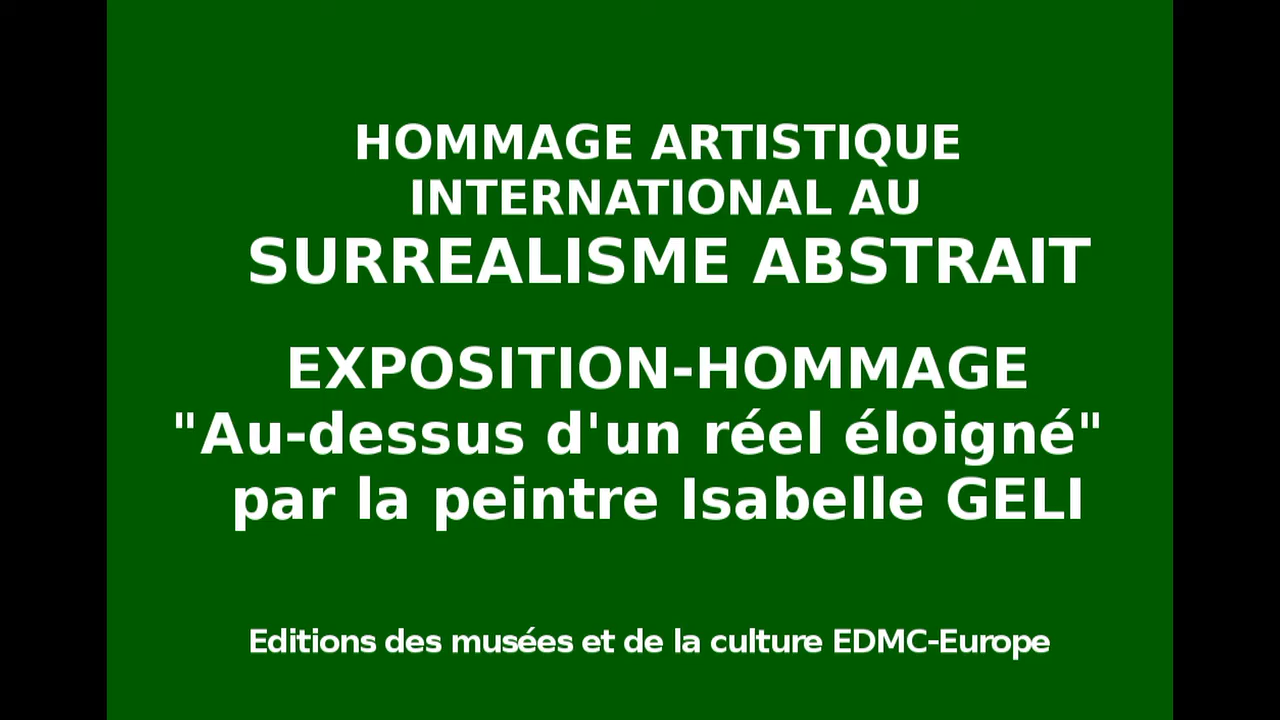 HOMMAGE ARTISTIQUE
INTERNATIONAL AU
SURREALISME ABSTRAIT
EXPOSITION-HOMMAGE
"Au-dessus d'un réel éloigné"
par la peintre Isabelle GELI
Editions des musées et de la culture EDMC-Europe